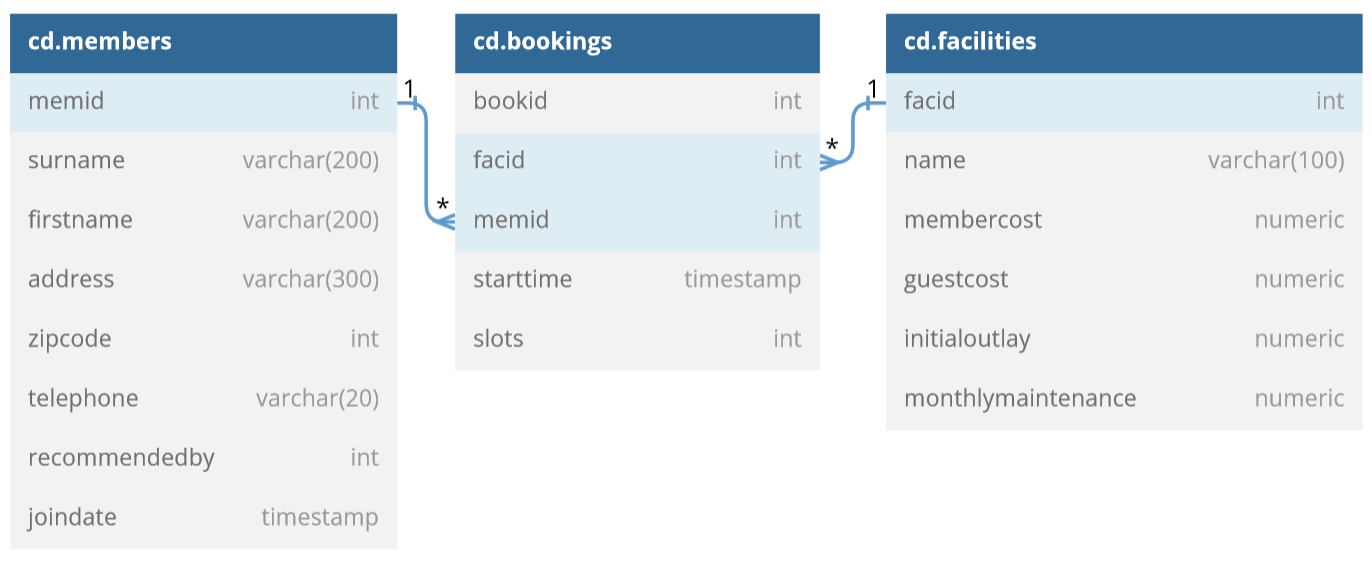 cd.members
memid int
surname varchar(200)
firstname varchar(200)
address varchar(300)
zipcode int
telephone varchar(20)
recommendedby int
joindate timestamp
1
*
cd.bookings
bookid int
facid int
memid int
starttime timestamp
slots int
1
*
cd.facilities
facid int
name varchar(100)
membercost numeric
guestcost numeric
initialoutlay numeric
monthlymaintenance numeric